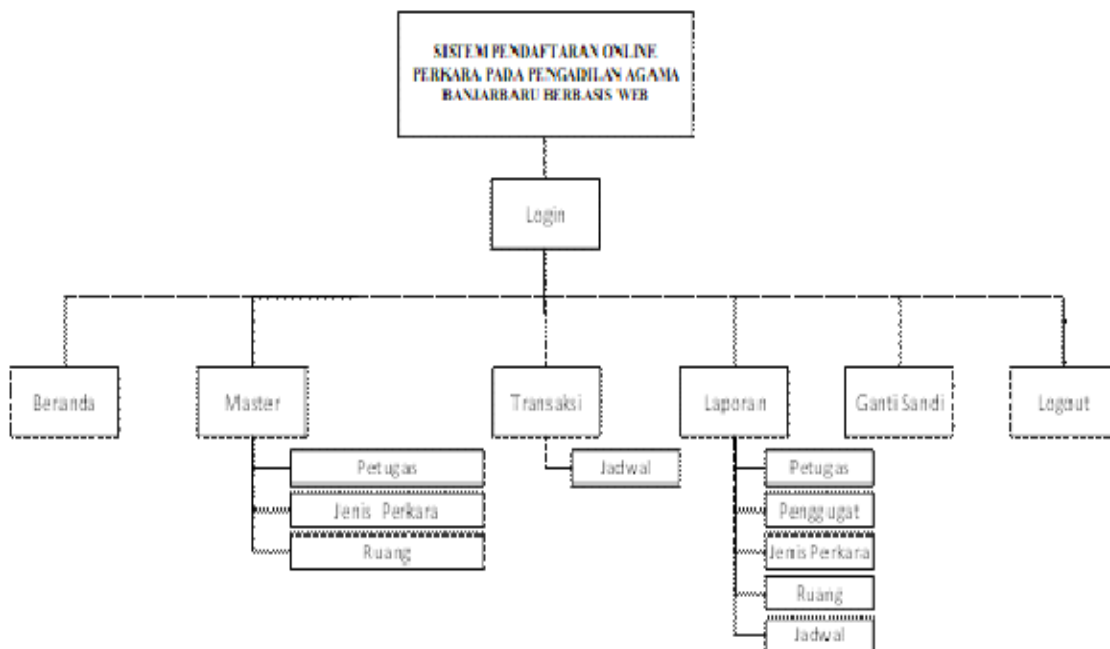 SISTEM PENDAFTARAN ONLINE
PERKARA PADA PENGADILAN AGAMA
BANJARBARU BERBASIS WEB
Login
Beranda
Master
Transaksi
Laporan
Ganti Sandi
Logout
Petugas
Jenis Perkara
Ruang
Jadwal
Petugas
Penggugat
Jenis Perkara
Ruang
Jadwal